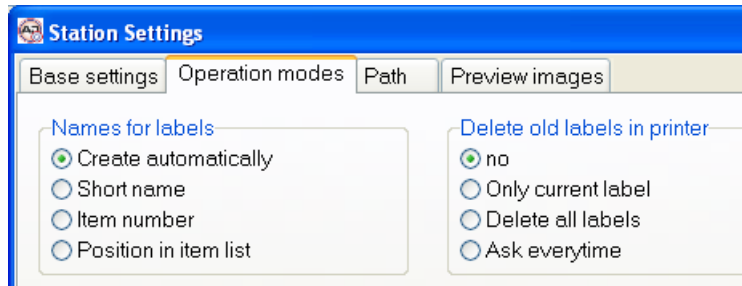 Station Settings
Base settings
Operation modes
Path
Preview images
Names for labels
Create automatically
Short name
Item number
Position in item list
Delete old labels in printer
no
Only current label
Delete all labels
Ask everytime